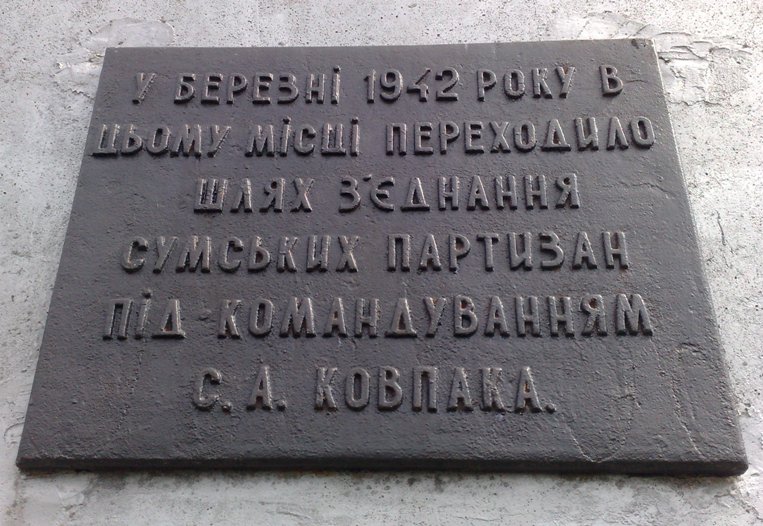 У БЕРЕЗНІ 1942 РОКУ В
ЦЬОМУ МІСЦІ ПЕРЕХОДИЛО
ШЛЯХ З'ЄДНАННЯ
СУМСЬКИХ ПАРТИЗАН
ПІД КОМАНДУВАННЯМ
С. А. КОВПАКА.